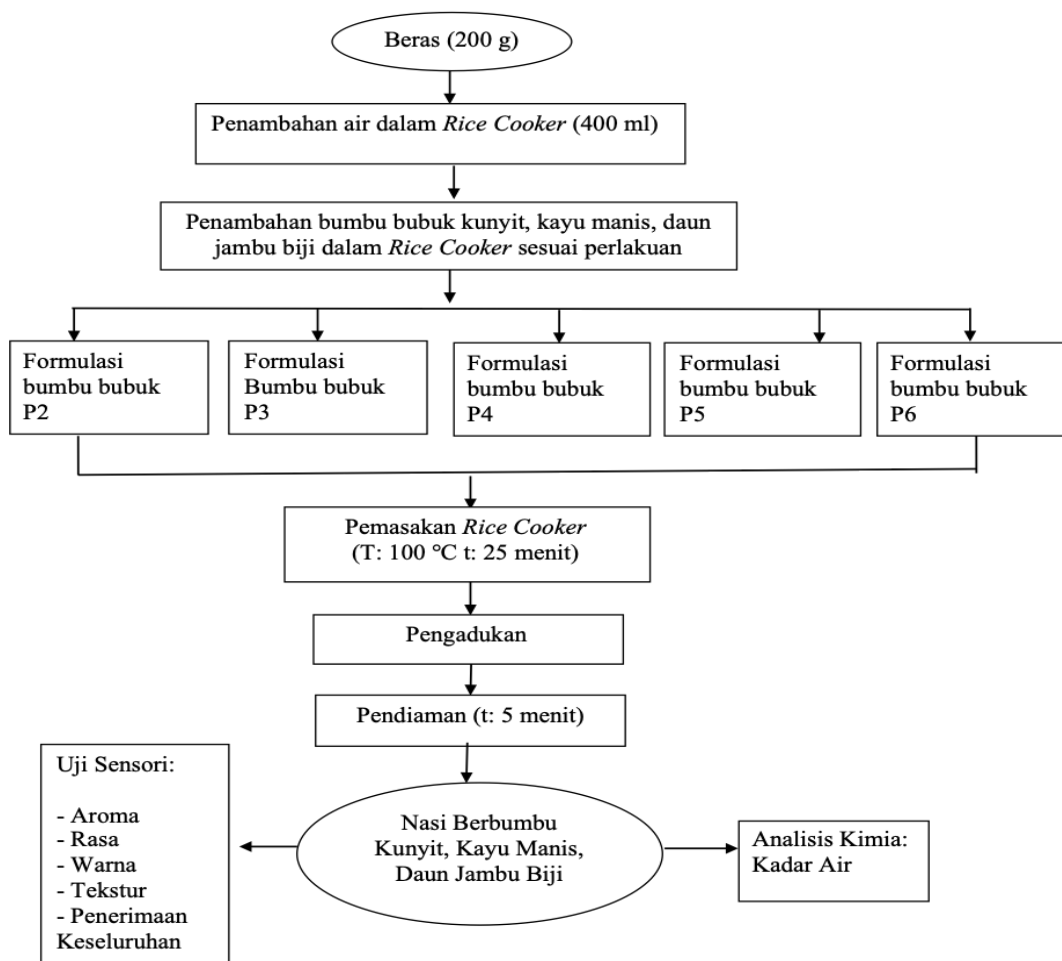 Beras (200 g)
Penambahan air dalam Rice Cooker (400 ml)
Penambahan bumbu bubuk kunyit, kayu manis, daun
jambu biji dalam Rice Cooker sesuai perlakuan
Formulasi
bumbu bubuk
P2
Formulasi
Bumbu bubuk
P3
Formulasi
bumbu bubuk
P4
Formulasi
bumbu bubuk
P5
Formulasi
bumbu bubuk
P6
Pemasakan Rice Cooker
(T: 100 °C t: 25 menit)
Pengadukan
Pendiaman (t: 5 menit)
Uji Sensori:
- Aroma
- Rasa
- Warna
- Tekstur
- Penerimaan
Keseluruhan
Nasi Berbumbu
Kunyit, Kayu Manis,
Daun Jambu Biji
Analisis Kimia:
Kadar Air